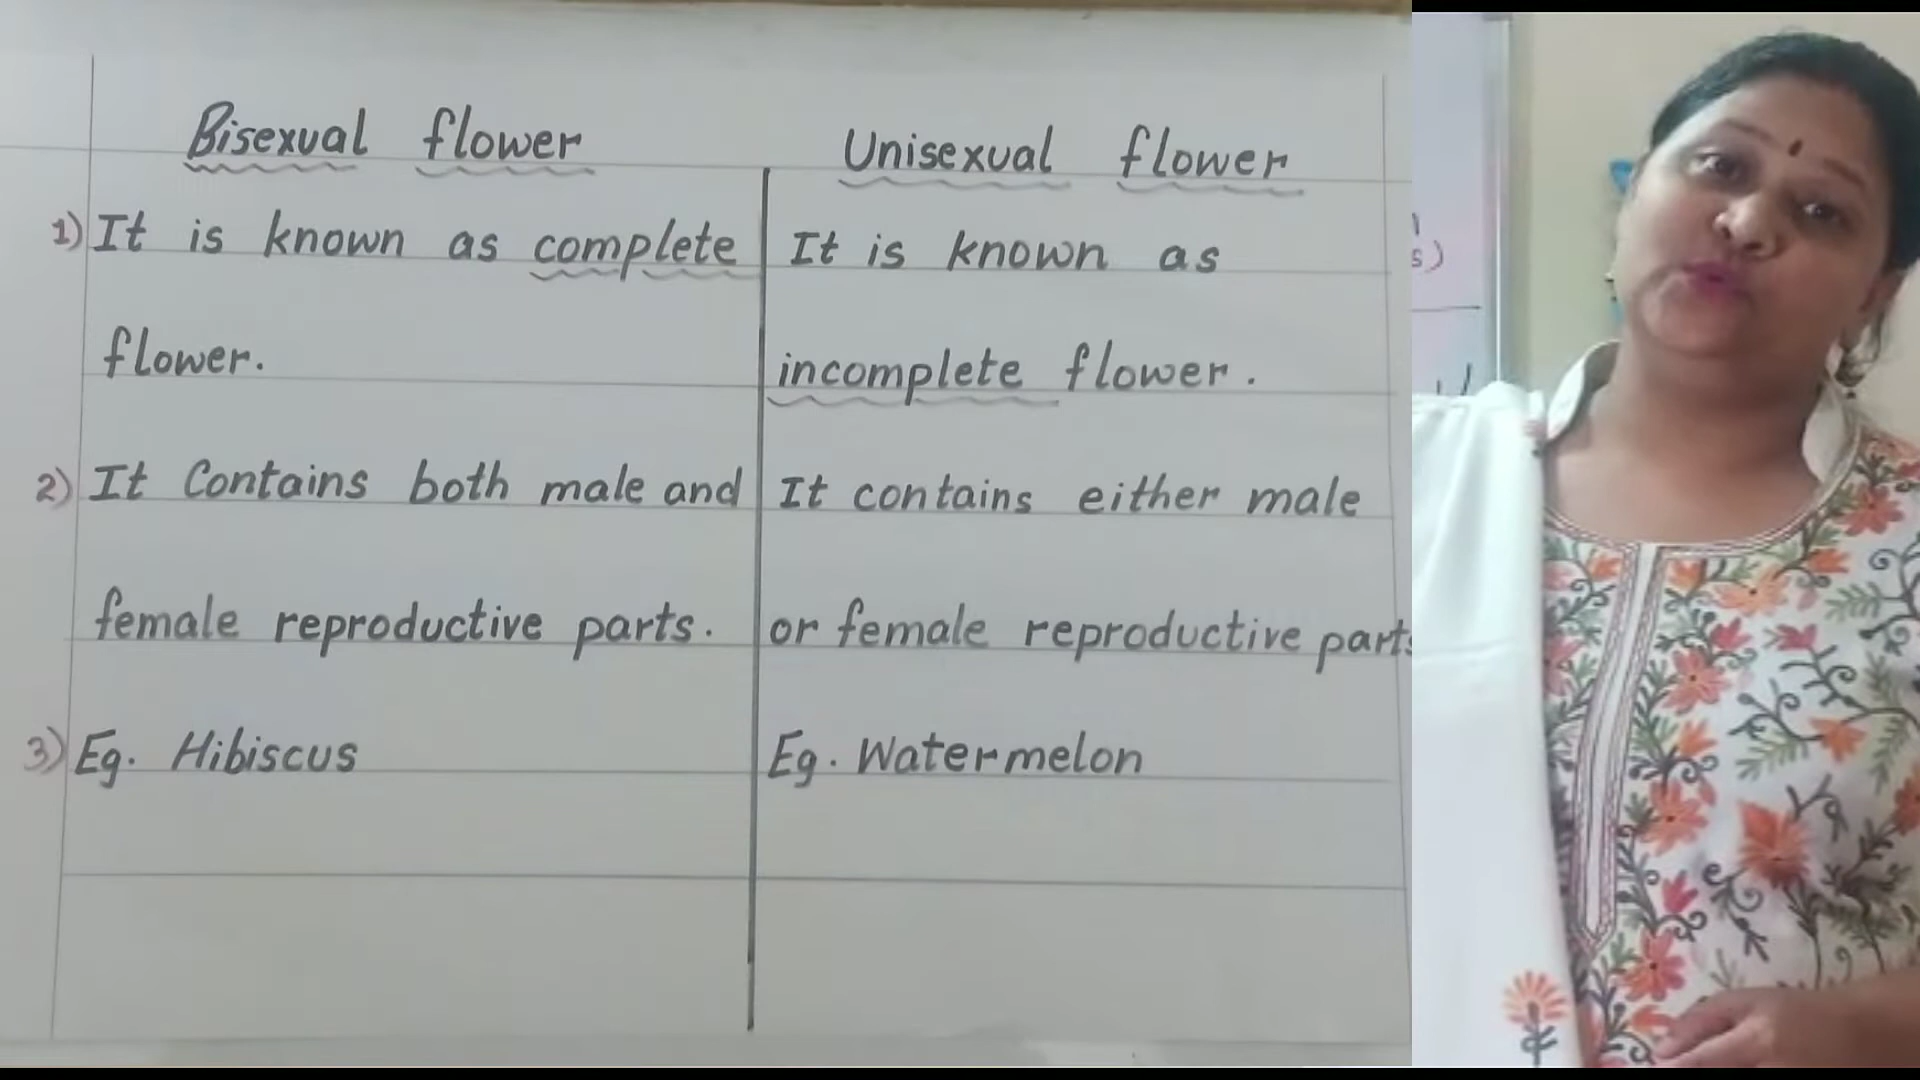 Bisexual flower
Unisexual flower
1) It is known as complete
flower.
It is known as
incomplete flower.
2) It Contains both male and
female reproductive parts.
It contains either male
or female reproductive parts
3) Eg. Hibiscus
Eg. Watermelon
s)